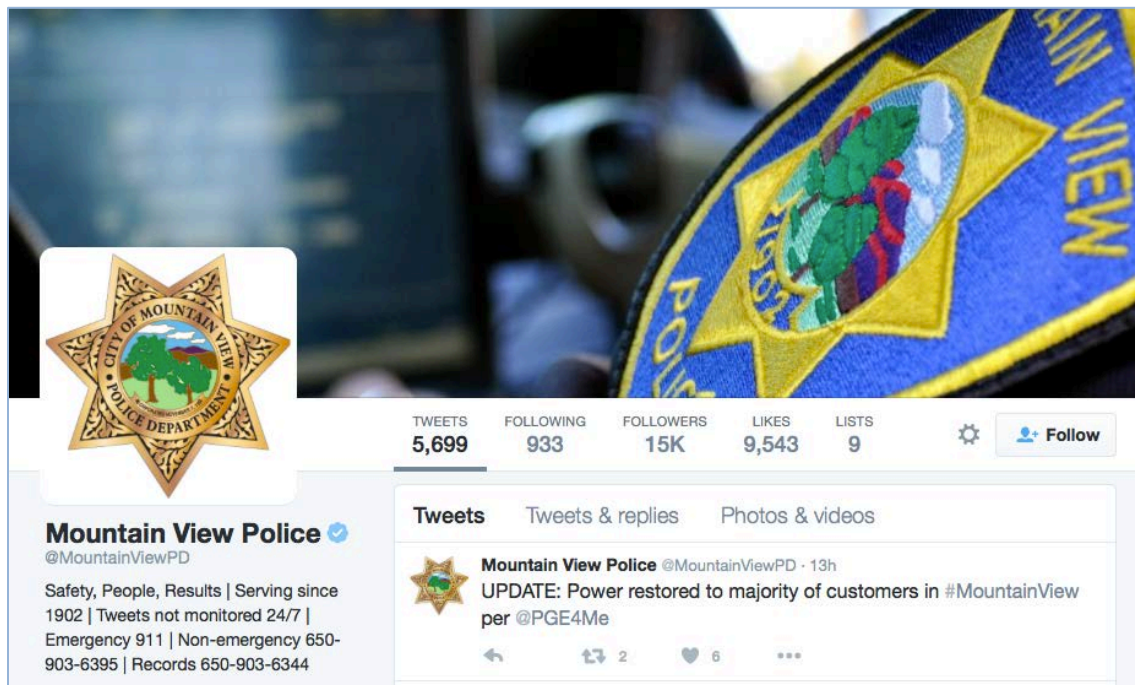 MOUNTAIN VIEW
1902
POLICE
CITY OF MOUNTAIN VIEW
POLICE DEPARTMENT
TWEETS FOLLOWING FOLLOWERS LIKES LISTS
5,699 933 15K 9,543 9
Follow
Tweets Tweets & replies Photos & videos
Mountain View Police
@MountainViewPD
Safety, People, Results | Serving since
1902 | Tweets not monitored 24/7 |
Emergency 911 | Non-emergency 650-
903-6395 | Records 650-903-6344
Mountain View Police @MountainViewPD · 13h
UPDATE: Power restored to majority of customers in #MountainView
per @PGE4Me
2 6